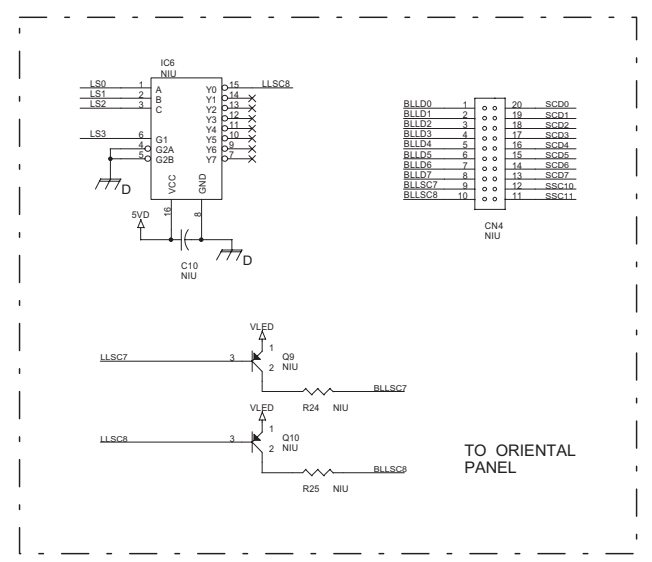 IC6
NIU
LS0 1 A Y0 15 LLSC8
LS1 2 B Y1 14
LS2 3 C Y2 13
Y3 12
Y4 11
LS3 6 G1 Y5 10
4 G2A Y6 9
5 G2B Y7 7
VCC GND
16 8
D
5VD
C10
NIU
D
BLLD0 1 20 SCD0
BLLD1 2 19 SCD1
BLLD2 3 18 SCD2
BLLD3 4 17 SCD3
BLLD4 5 16 SCD4
BLLD5 6 15 SCD5
BLLD6 7 14 SCD6
BLLD7 8 13 SCD7
BLLSC7 9 12 SSC10
BLLSC8 10 11 SSC11
CN4
NIU
VLED
1
LLSC7 3 Q9
2 NIU
BLLSC7
R24 NIU
VLED
1
LLSC8 3 Q10
2 NIU
BLLSC8
R25 NIU
TO ORIENTAL
PANEL